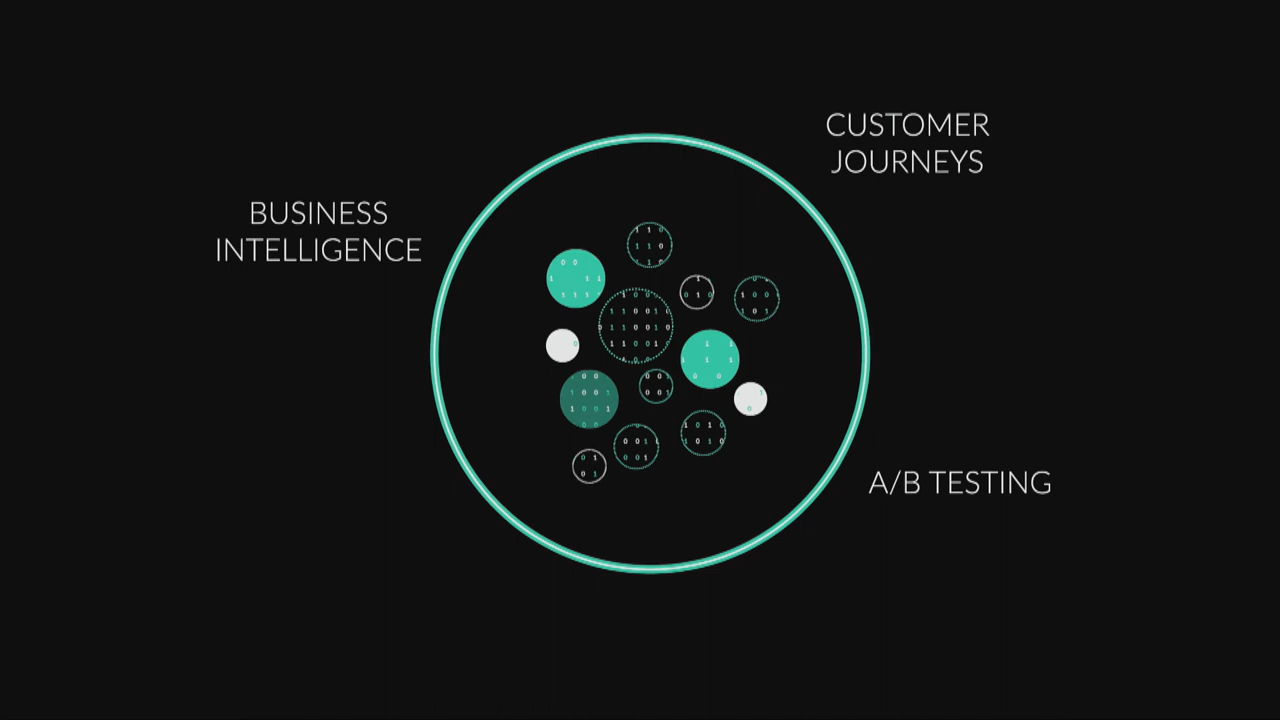 CUSTOMER
JOURNEYS
BUSINESS
INTELLIGENCE
A/B TESTING